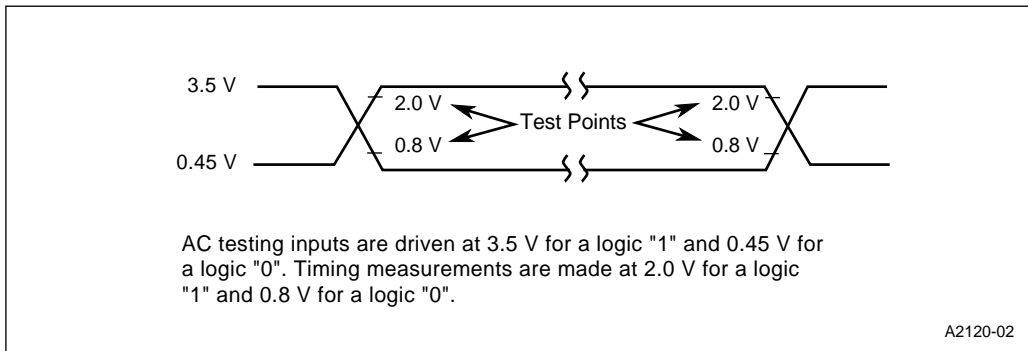 3.5 V
2.0 V
2.0 V
Test Points
0.8 V
0.8 V
0.45 V
AC testing inputs are driven at 3.5 V for a logic "1" and 0.45 V for
a logic "0". Timing measurements are made at 2.0 V for a logic
"1" and 0.8 V for a logic "0".
A2120-02